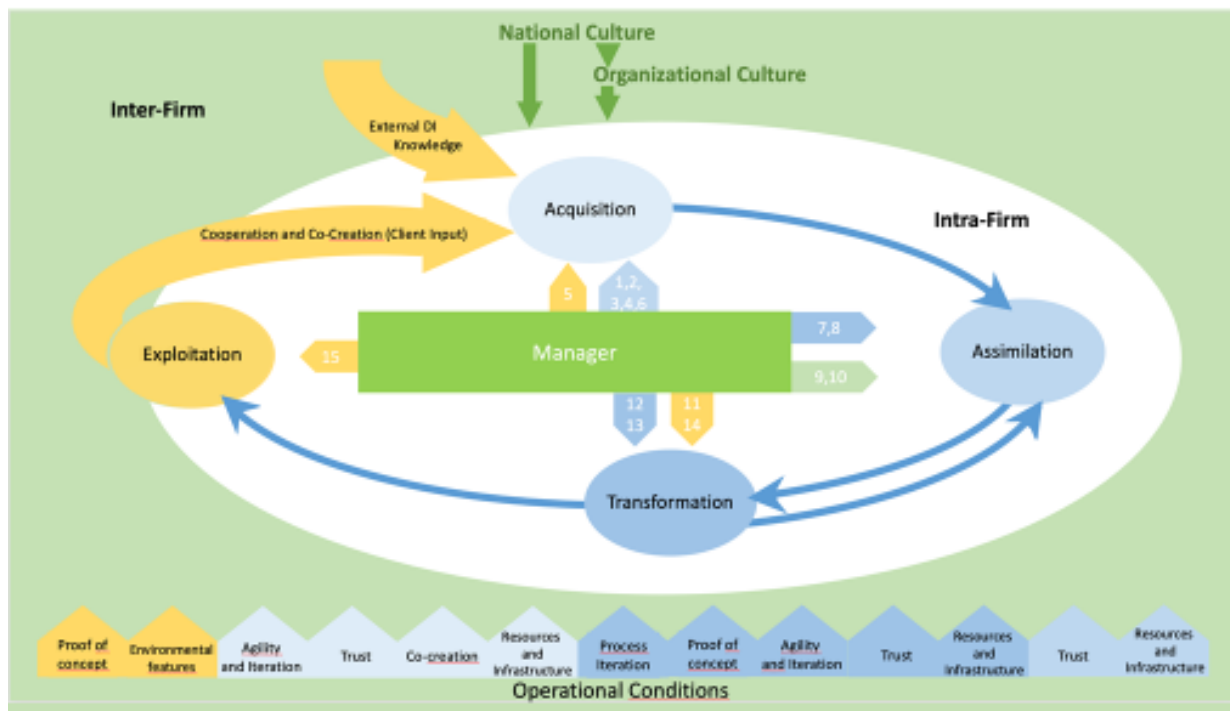 National Culture
Organizational Culture
Inter-Firm
External DI
Knowledge
Acquisition
Intra-Firm
Cooperation and Co-Creation (Client Input)
5
1,2,
3,4,6
7,8
Manager
Exploitation
15
Assimilation
9,10
12
13
11
14
Transformation
Proof of
concept
Environmental
features
Agility
and Iteration
Trust
Co-creation
Resources
and
Infrastructure
Process
Iteration
Proof of
concept
Agility
and Iteration
Trust
Resources
and
Infrastructure
Trust
Resources
and
Infrastructure
Operational Conditions